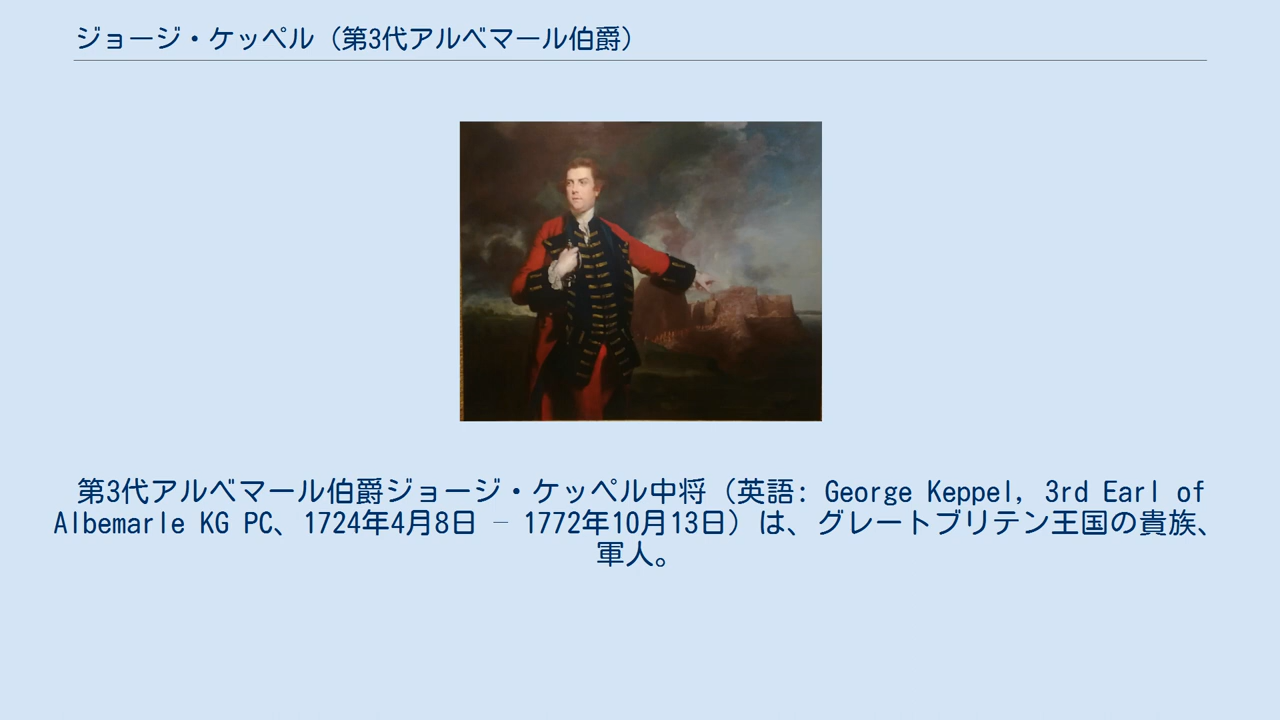 ジョージ・ケッペル（第3代アルベマール伯爵）
第3代アルベマール伯爵ジョージ・ケッペル中将（英語: George Keppel, 3rd Earl of
Albemarle KG PC、1724年4月8日 – 1772年10月13日）は、グレートブリテン王国の貴族、
軍人。